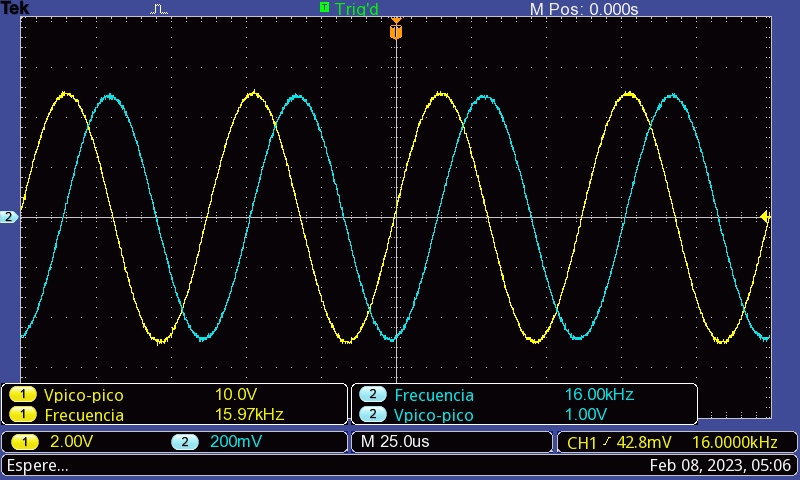 Tek T Trig'd M Pos: 0.000s
T
2
1 Vpico-pico 10.0V
1 Frecuencia 15.97kHz
2 Frecuencia 16.00kHz
2 Vpico-pico 1.00V
1 2.00V 2 200mV M 25.0us CH1 42.8mV 16.0000kHz
Espere... Feb 08, 2023, 05:06